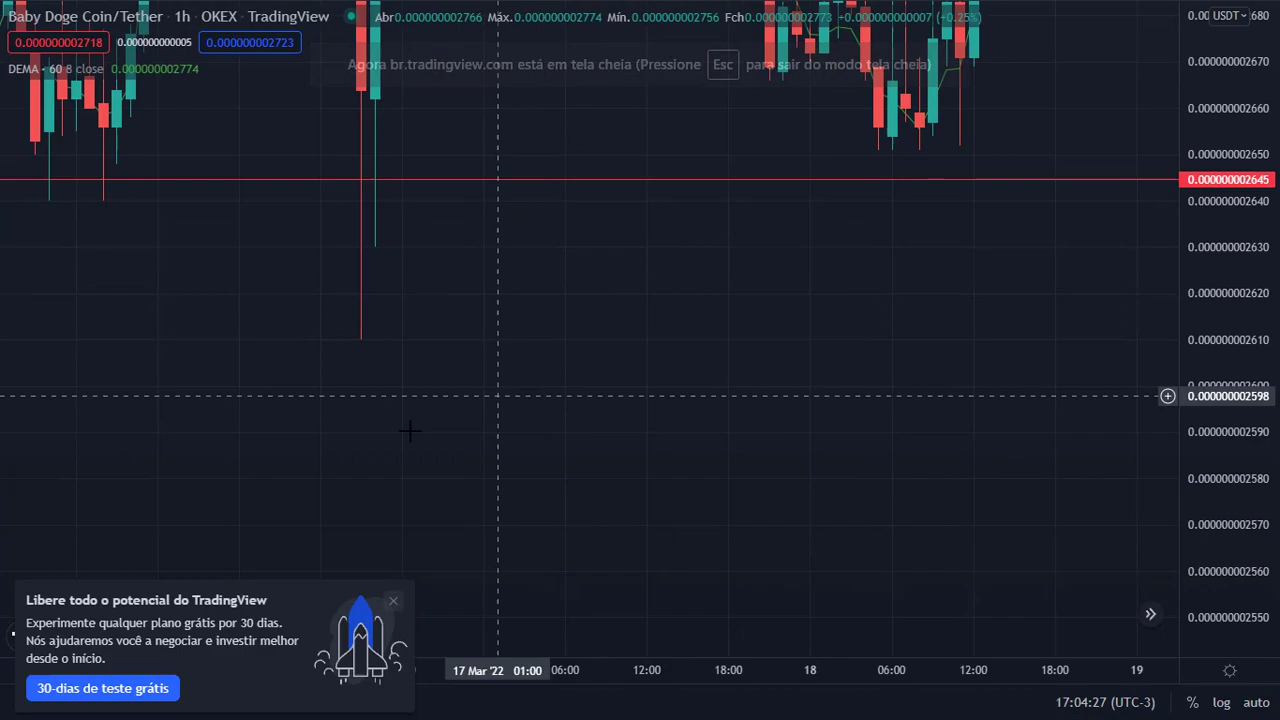 Baby Doge Coin/Tether · 1h · OKEX · TradingView
Abr0.000000002766 Máx.0.000000002774 Mín.0.000000002756 Fch0.000000002773 +0.000000000007 (+0.25%)
USDT
0.000000002718 0.000000000005 0.000000002723
DEMA · 60 8 close 0.000000002774
Agora br.tradingview.com está em tela cheia (Pressione Esc para sair do modo tela cheia)
0.000000002670
0.000000002660
0.000000002650
0.000000002645
0.000000002640
0.000000002630
0.000000002620
0.000000002610
0.000000002600
0.000000002598
0.000000002590
0.000000002580
0.000000002570
0.000000002560
0.000000002550
Libere todo o potencial do TradingView
Experimente qualquer plano grátis por 30 dias.
Nós ajudaremos você a negociar e investir melhor
desde o início.
30-dias de teste grátis
17 Mar '22 01:00 06:00 12:00 18:00 18 06:00 12:00 18:00 19
17:04:27 (UTC-3) % log auto